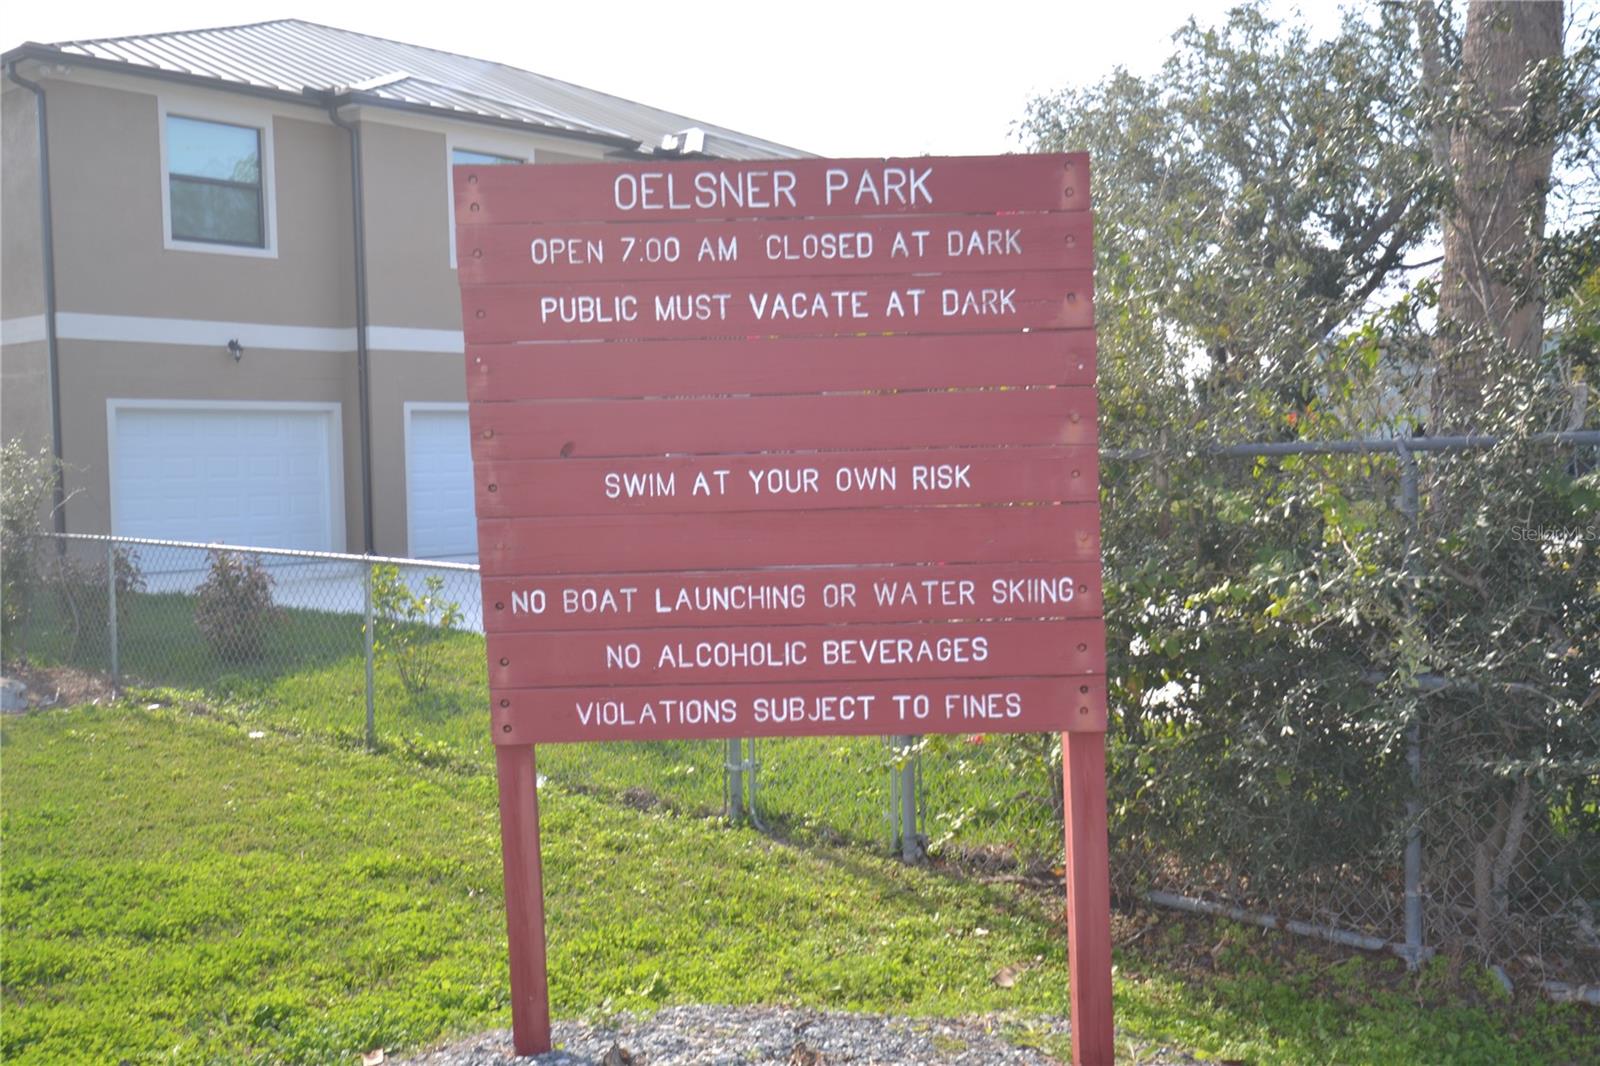 OELSNER PARK
OPEN 7:00 AM CLOSED AT DARK
PUBLIC MUST VACATE AT DARK
SWIM AT YOUR OWN RISK
NO BOAT LAUNCHING OR WATER SKIING
NO ALCOHOLIC BEVERAGES
VIOLATIONS SUBJECT TO FINES
StellarMLS